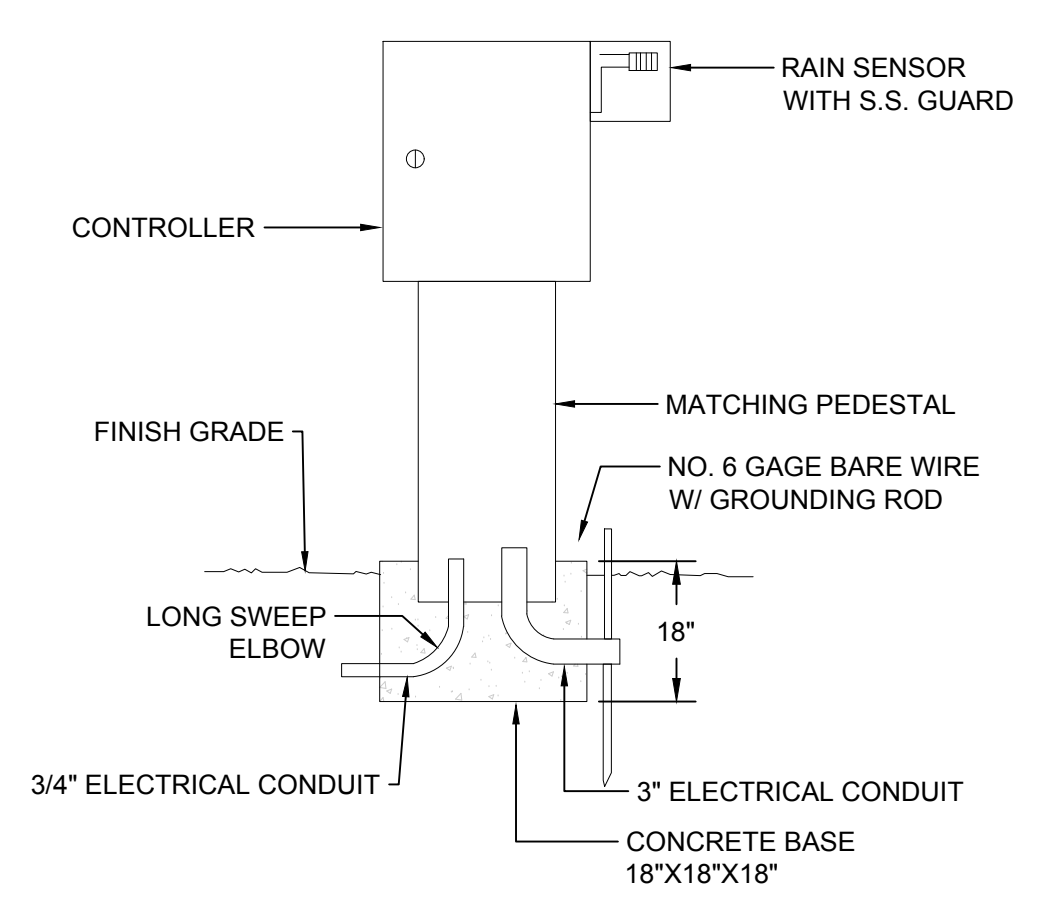 RAIN SENSOR
WITH S.S. GUARD
CONTROLLER
MATCHING PEDESTAL
FINISH GRADE
NO. 6 GAGE BARE WIRE
W/ GROUNDING ROD
LONG SWEEP
ELBOW
18"
3/4" ELECTRICAL CONDUIT
3" ELECTRICAL CONDUIT
CONCRETE BASE
18"X18"X18"